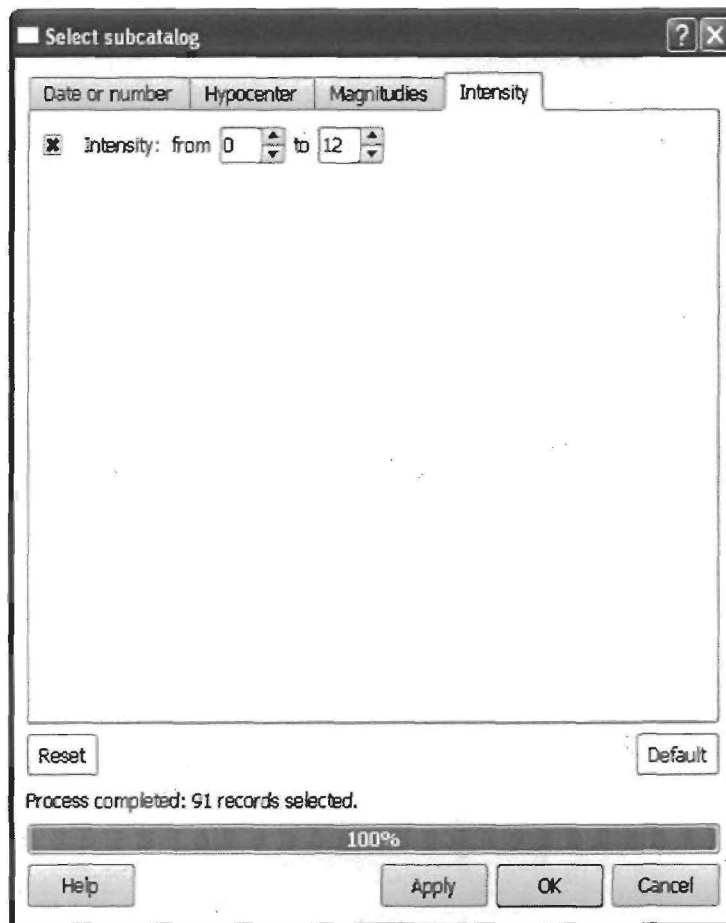 Select subcatalog
Date or number Hypocenter Magnitudies Intensity
Intensity: from 0 to 12
Reset Default
Process completed: 91 records selected.
100%
Help Apply OK Cancel